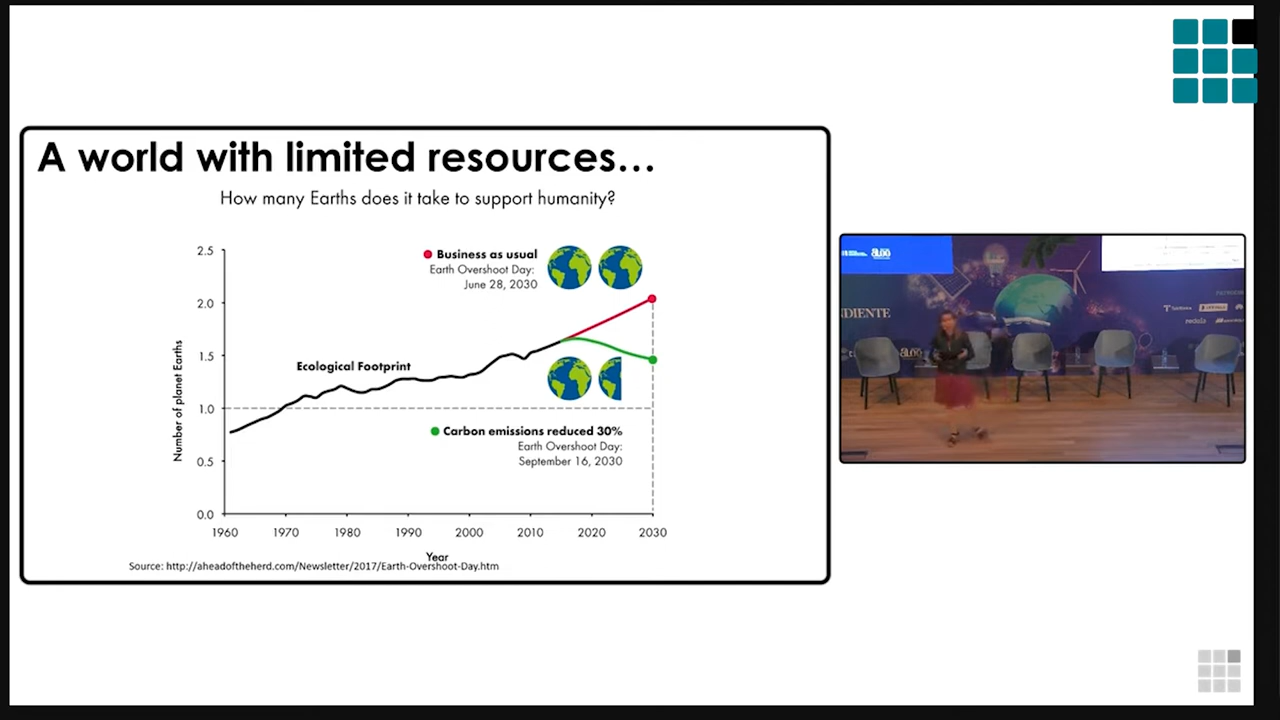 A world with limited resources...
How many Earths does it take to support humanity?
2.5
2.0
1.5
1.0
0.5
0.0
Number of planet Earths
Business as usual
Earth Overshoot Day:
June 28, 2030
Ecological Footprint
Carbon emissions reduced 30%
Earth Overshoot Day:
September 16, 2030
1960 1970 1980 1990 2000 2010 2020 2030
Year
Source: http://aheadoftheherd.com/Newsletter/2017/Earth-Overshoot-Day.htm
NDIENTE